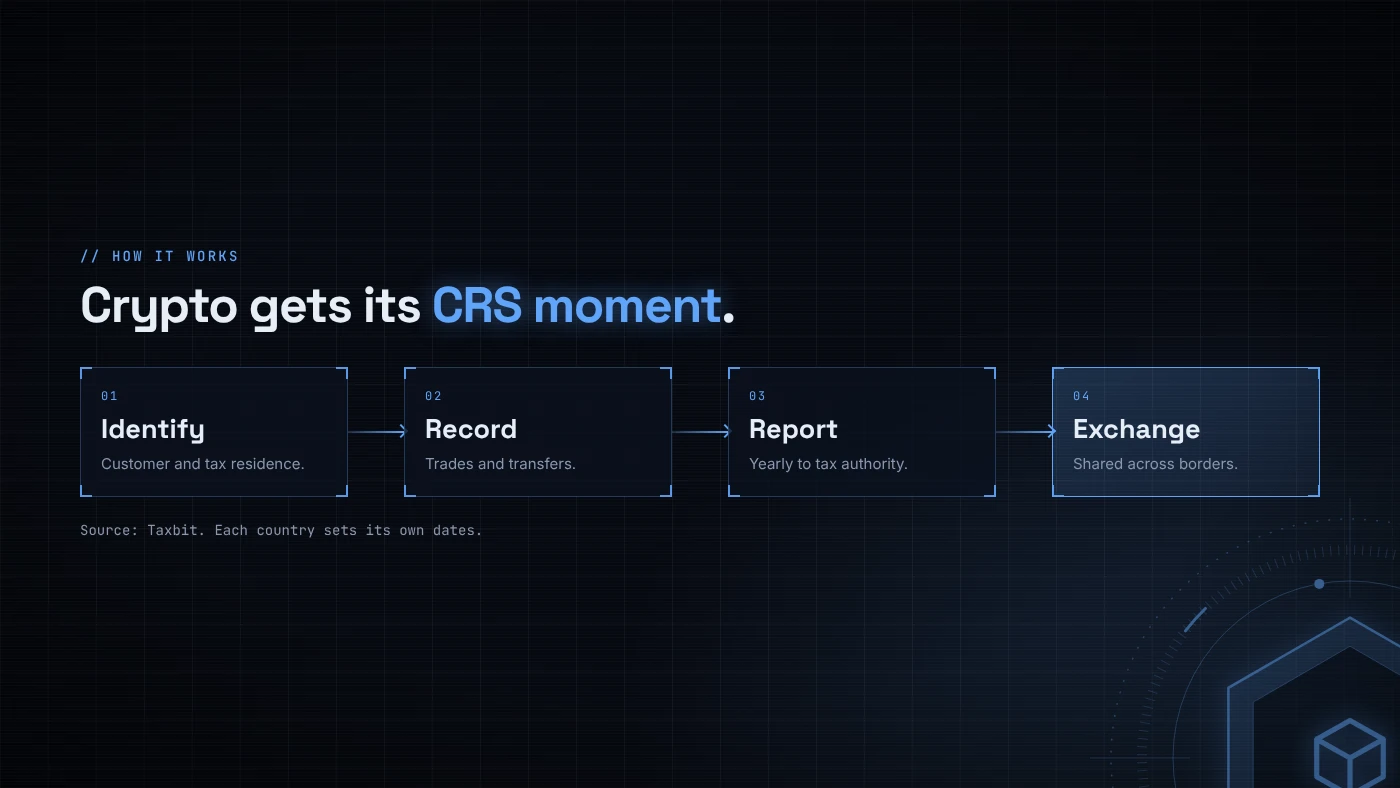 // HOW IT WORKS
Crypto gets its CRS moment.
01
Identify
Customer and tax residence.
02
Record
Trades and transfers.
03
Report
Yearly to tax authority.
04
Exchange
Shared across borders.
Source: Taxbit. Each country sets its own dates.